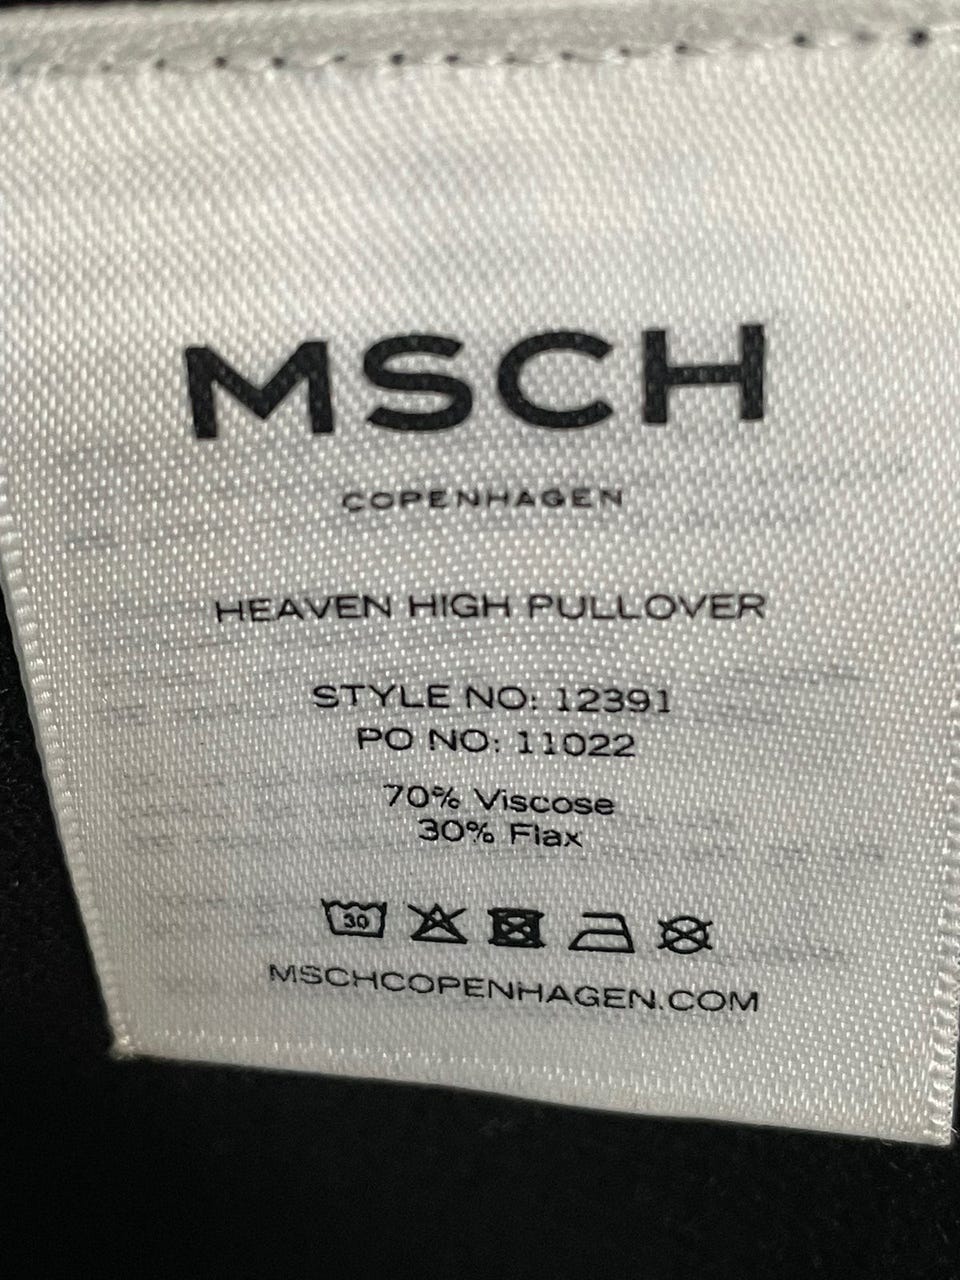 MSCH
COPENHAGEN
HEAVEN HIGH PULLOVER
STYLE NO: 12391
PO NO: 11022
70% Viscose
30% Flax
30
MSCHCOPENHAGEN.COM